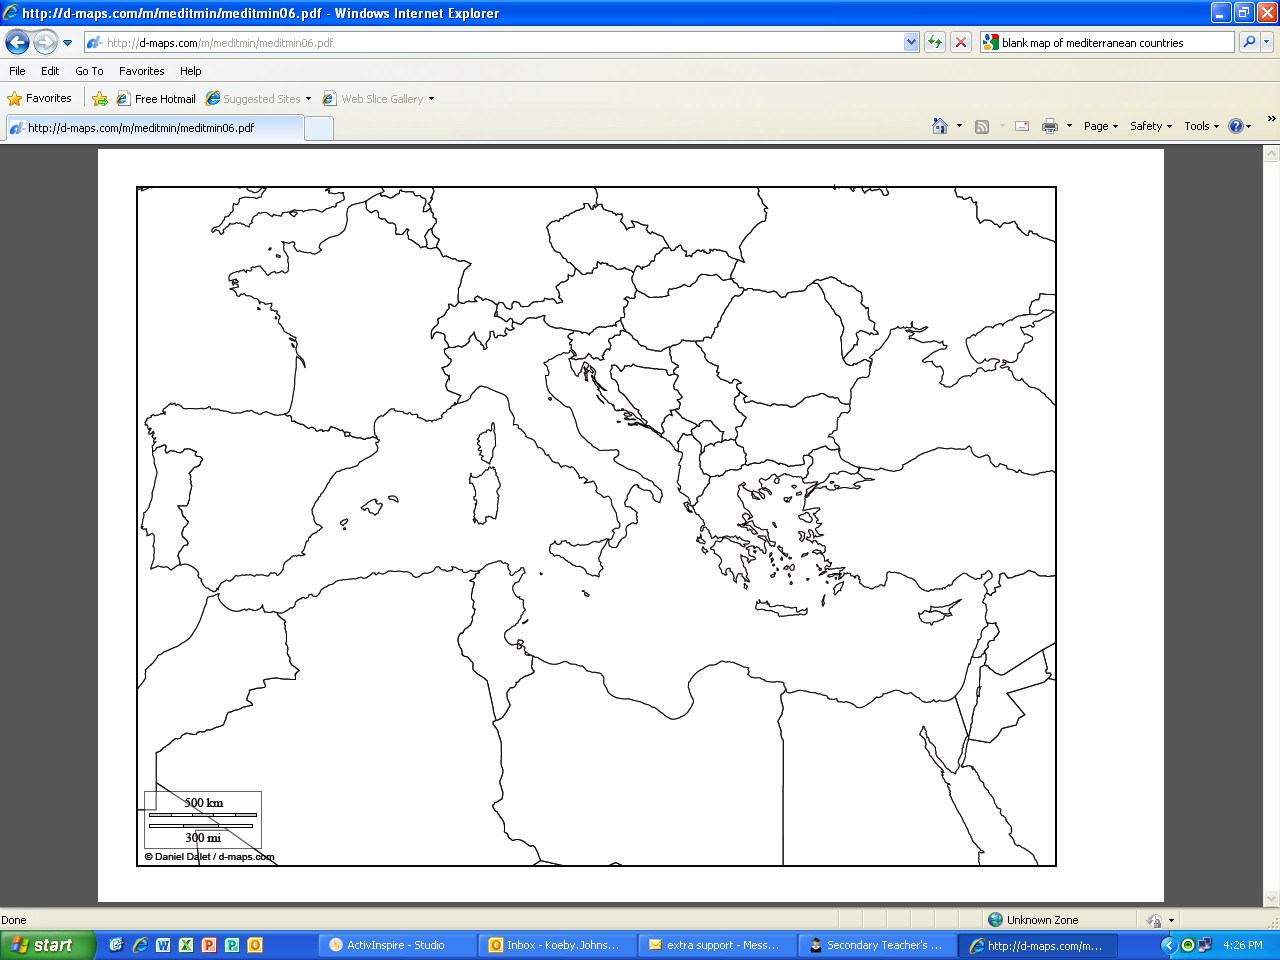 http://d-maps.com/m/meditmin/meditmin06.pdf - Windows Internet Explorer
http://d-maps.com/m/meditmin/meditmin06.pdf
blank map of mediterranean countries
File Edit Go To Favorites Help
Favorites Free Hotmail Suggested Sites Web Slice Gallery
http://d-maps.com/m/meditmin/meditmin06.pdf
Page Safety Tools »
500 km
300 mi
© Daniel Dalet / d-maps.com
Done Unknown Zone
start ActivInspire - Studio Inbox - Koeby.Johns... extra support - Mess... Secondary Teacher's ... http://d-maps.com/m... 4:26 PM